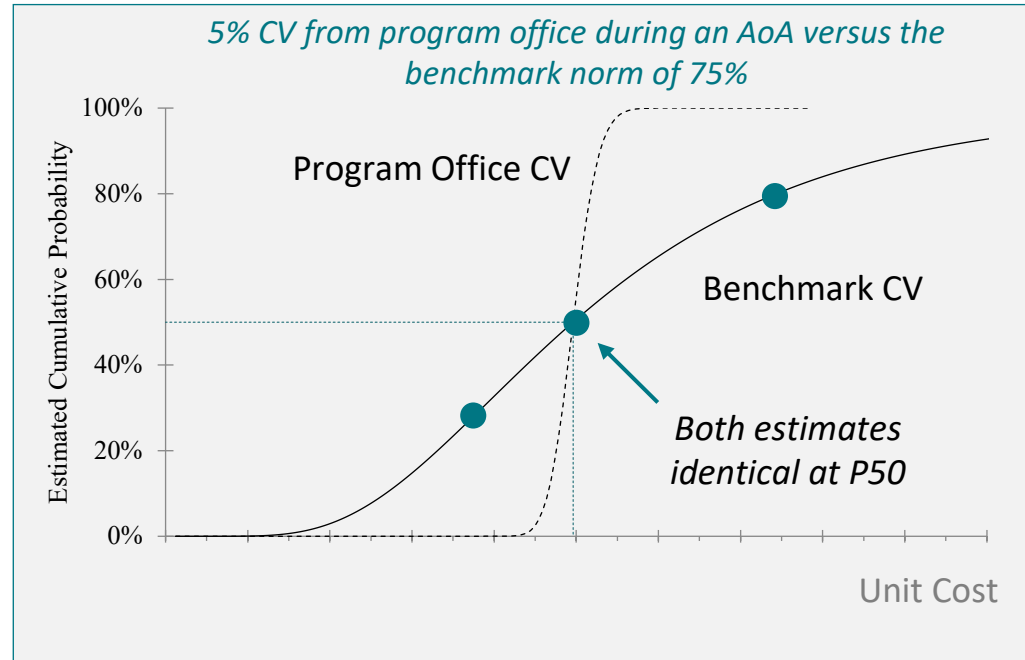 5% CV from program office during an AoA versus the
benchmark norm of 75%
Estimated Cumulative Probability
100%
80%
60%
40%
20%
0%
Program Office CV
Benchmark CV
Both estimates
identical at P50
Unit Cost